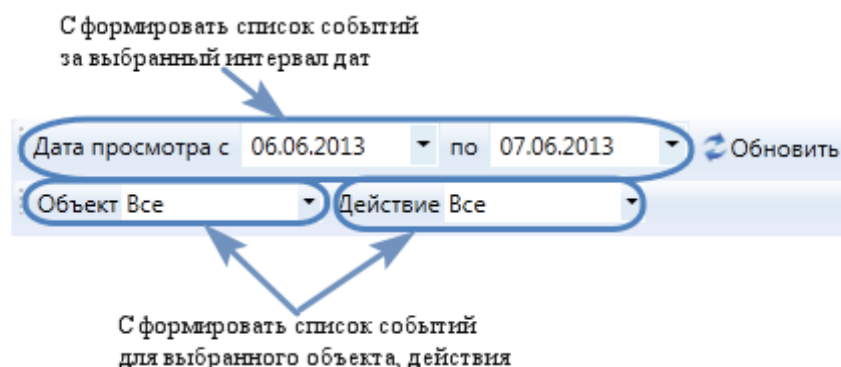 Сформировать список событий
за выбранный интервал дат
Дата просмотра с 06.06.2013 по 07.06.2013 Обновить
Объект Все Действие Все
Сформировать список событий
для выбранного объекта, действия